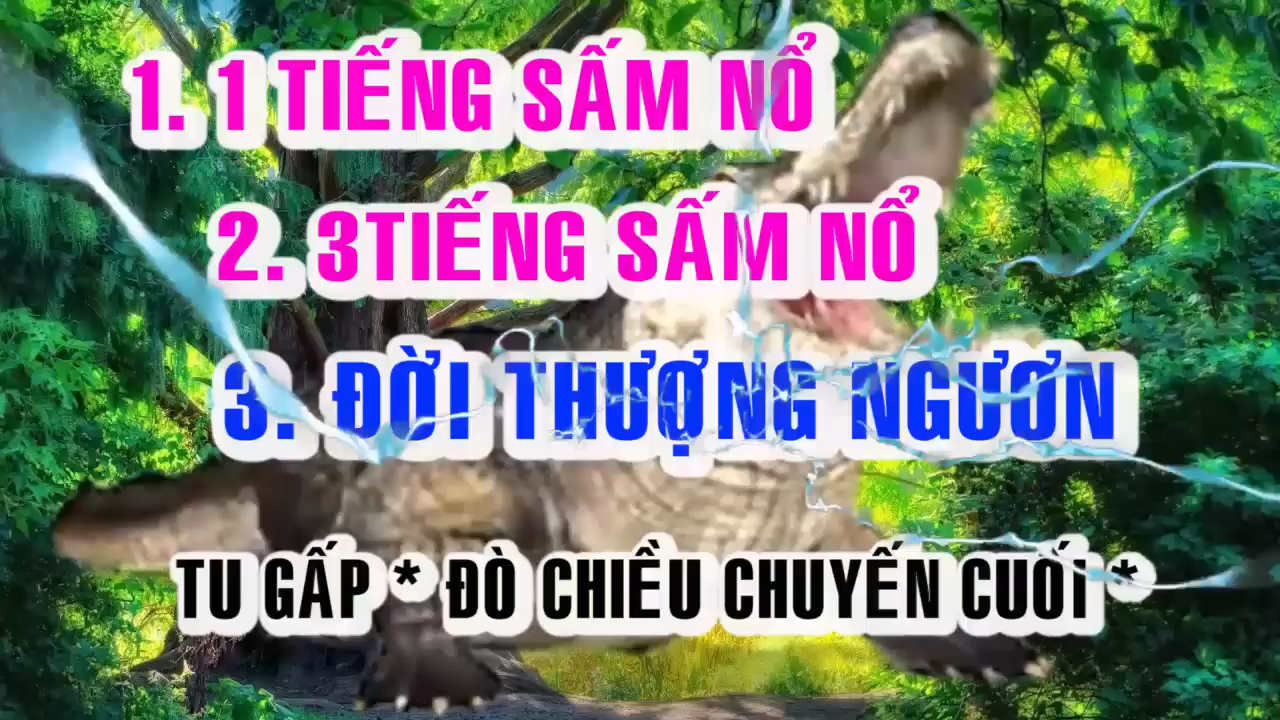 1. 1 TIẾNG SẤM NỔ
2. 3TIẾNG SẤM NỔ
3. ĐỜI THƯỢNG NGƯƠN
TU GẤP * ĐÒ CHIỀU CHUYẾN CUỐI *